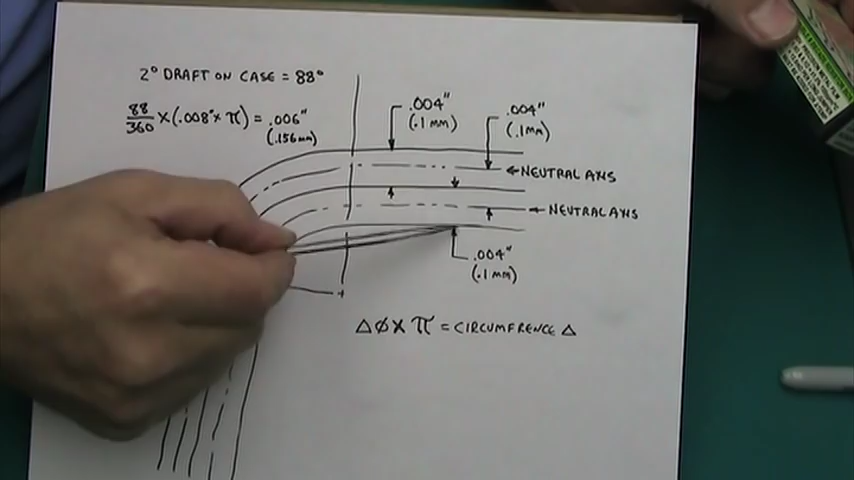 2° DRAFT ON CASE = 88°
88/360 X (.008" X π) = .006"
(.156mm)
.004"
(.1mm)
.004"
(.1mm)
NEUTRAL AXIS
NEUTRAL AXIS
.004"
(.1mm)
Δ Ø X π = CIRCUMFRENCE Δ